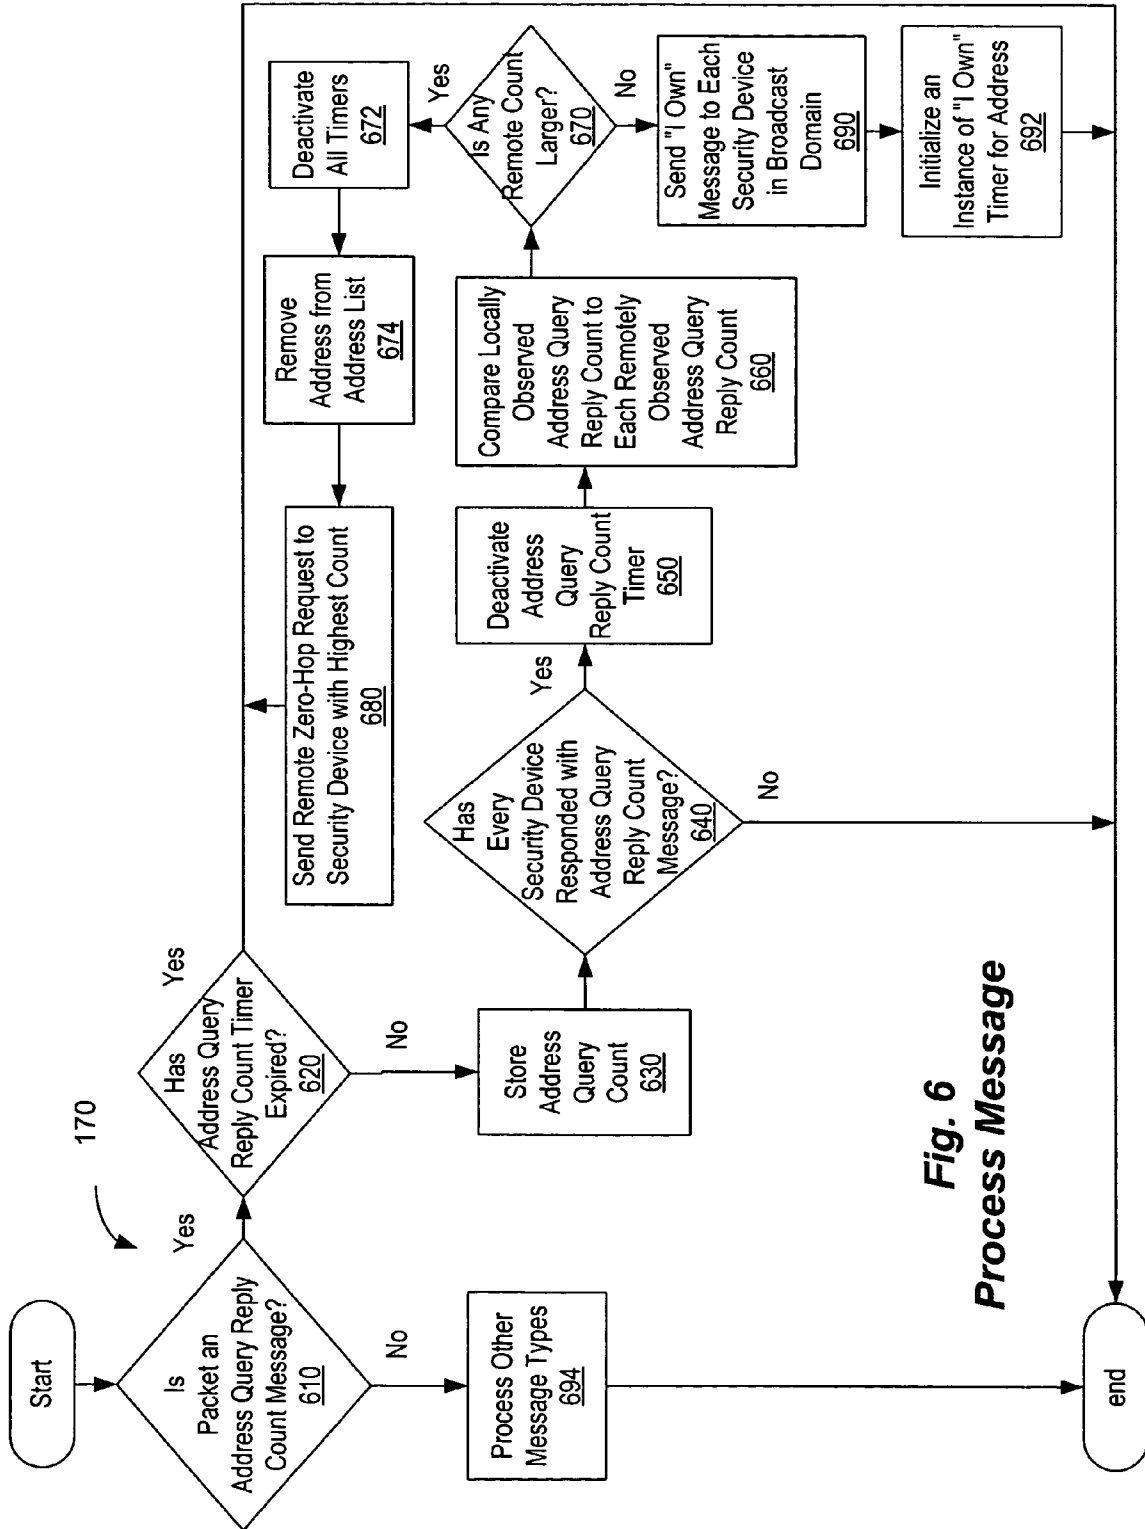 170
Start
Is
Packet an
Address Query Reply
Count Message?
610
Yes
No
Process Other
Message Types
694
Has
Address Query
Reply Count Timer
Expired?
620
Yes
No
Store
Address
Query
Count
630
Has
Every
Security Device
Responded with
Address Query
Reply Count
Message?
640
Yes
No
Deactivate
Address
Query
Reply Count
Timer
650
Compare Locally
Observed
Address Query
Reply Count to
Each Remotely
Observed
Address Query
Reply Count
660
Is Any
Remote Count
Larger?
670
Yes
No
Deactivate
All Timers
672
Remove
Address from
Address List
674
Send Remote Zero-Hop Request to
Security Device with Highest Count
680
Send "I Own"
Message to Each
Security Device
in Broadcast
Domain
690
Initialize an
Instance of "I Own"
Timer for Address
692
end
Fig. 6
Process Message